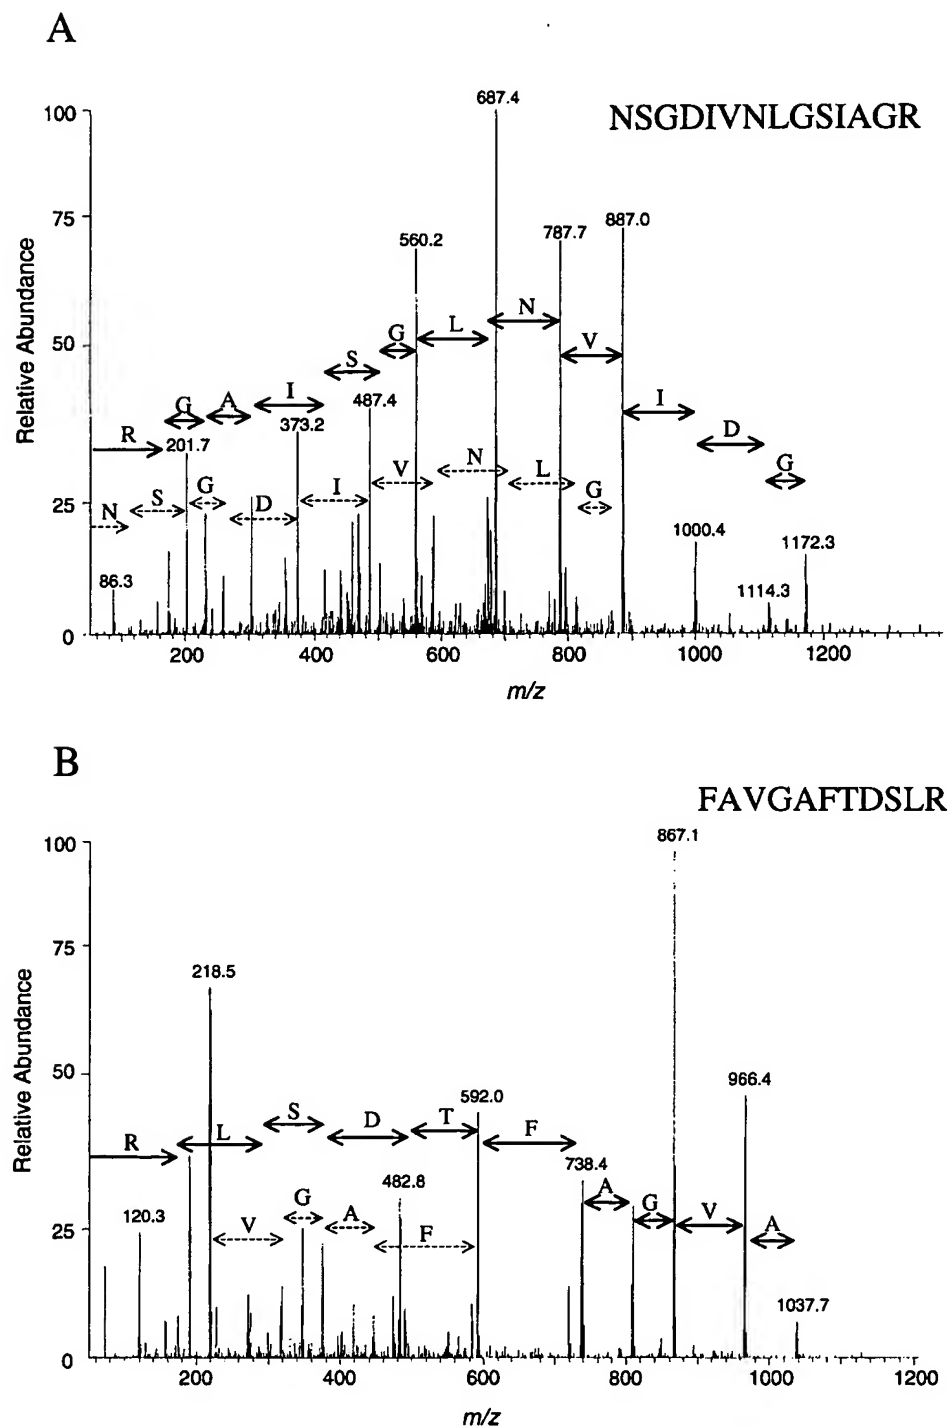 A
NSGDIVNLGSIAGR
687.4
100
887.0
787.7
75
560.2
N
L
G
V
50
S
487.4
I
A
I
G
373.2
D
R
201.7
G
N
V
L
I
G
D
S
G
25
N
1000.4
1172.3
86.3
1114.3
0
200
400
600
800
1000
1200
Relative Abundance
m/z
B
FAVGAFTDSLR
867.1
100
75
218.5
966.4
50
592.0
S
T
D
F
L
R
738.4
482.8
A
G
V
G
120.3
A
A
V
F
25
1037.7
0
200
400
600
800
1000
1200
Relative Abundance
m/z